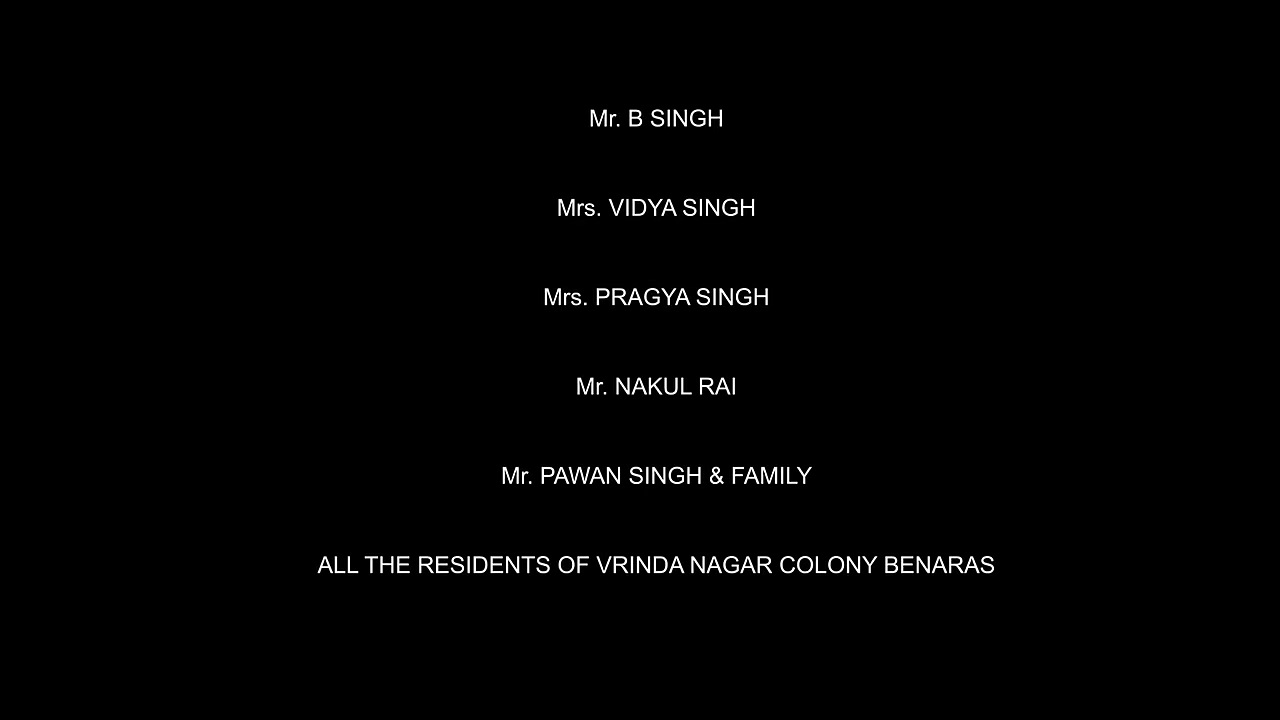 Mr. B SINGH
Mrs. VIDYA SINGH
Mrs. PRAGYA SINGH
Mr. NAKUL RAI
Mr. PAWAN SINGH & FAMILY
ALL THE RESIDENTS OF VRINDA NAGAR COLONY BENARAS